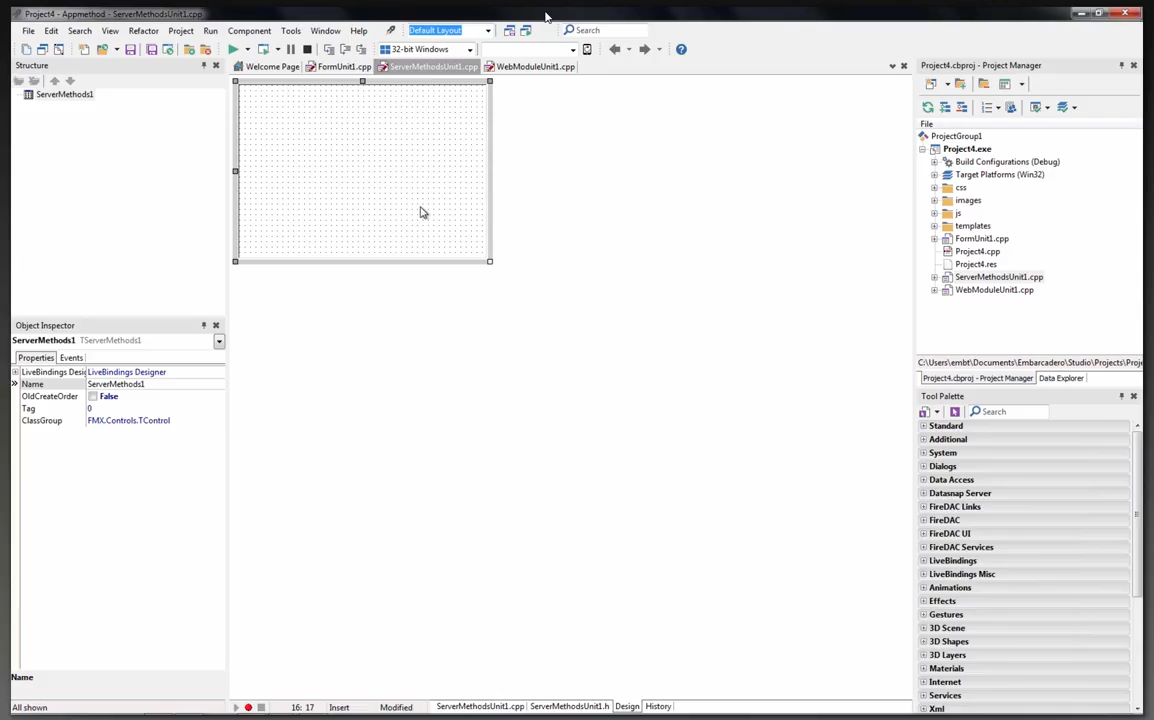 Project4 - Appmethod - ServerMethodsUnit1.cpp
File Edit Search View Refactor Project Run Component Tools Window Help
Default Layout
Search
32-bit Windows
Structure
ServerMethods1
Welcome Page
FormUnit1.cpp
ServerMethodsUnit1.cpp
WebModuleUnit1.cpp
Object Inspector
ServerMethods1 TServerMethods1
Properties Events
LiveBindings Desig LiveBindings Designer
Name ServerMethods1
OldCreateOrder False
Tag 0
ClassGroup FMX.Controls.TControl
Name
All shown
16: 17 Insert Modified
ServerMethodsUnit1.cpp ServerMethodsUnit1.h Design History
Project4.cbproj - Project Manager
File
ProjectGroup1
Project4.exe
Build Configurations (Debug)
Target Platforms (Win32)
css
images
js
templates
FormUnit1.cpp
Project4.cpp
Project4.res
ServerMethodsUnit1.cpp
WebModuleUnit1.cpp
C:\Users\embt\Documents\Embarcadero\Studio\Projects\Proje
Project4.cbproj - Project Manager Data Explorer
Tool Palette
Search
Standard
Additional
System
Dialogs
Data Access
Datasnap Server
FireDAC Links
FireDAC
FireDAC UI
FireDAC Services
LiveBindings
LiveBindings Misc
Animations
Effects
Gestures
3D Scene
3D Shapes
3D Layers
Materials
Internet
Services
Xml